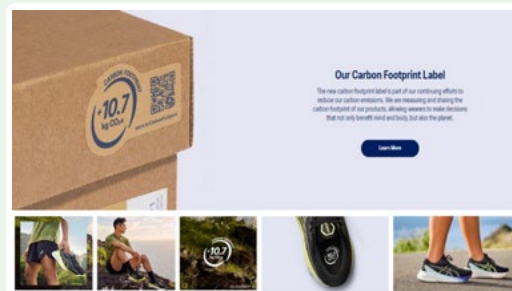 CARBON FOOTPRINT
+10.7
kg CO₂e
Our Carbon Footprint Label
The new carbon footprint label is part of our continuing efforts to
reduce our carbon emissions. We are measuring and sharing the
carbon footprint of our products, allowing wearers to make decisions
that not only benefit mind and body, but also the planet.
Learn More
+10.7